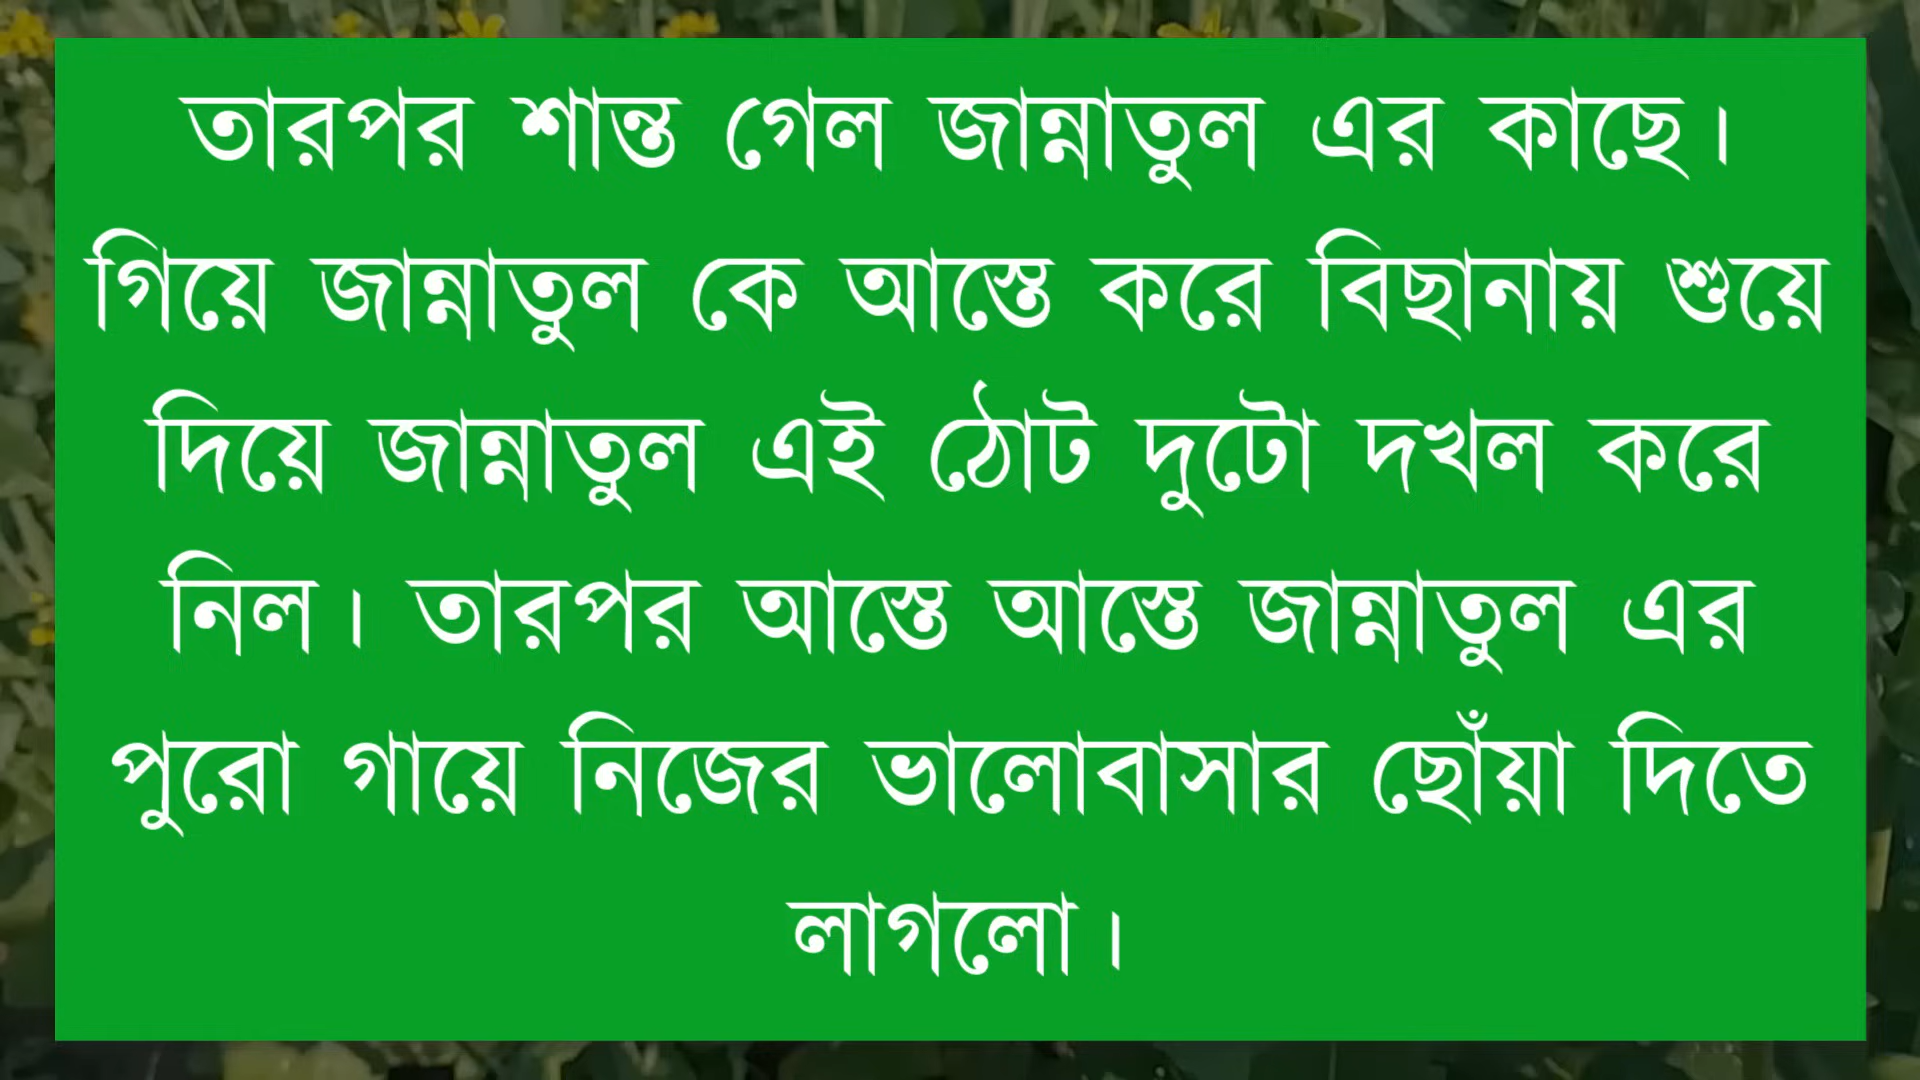 তারপর শান্ত গেল জান্নাতুল এর কাছে।
গিয়ে জান্নাতুল কে আস্তে করে বিছানায় শুয়ে
দিয়ে জান্নাতুল এই ঠোট দুটো দখল করে
নিল। তারপর আস্তে আস্তে জান্নাতুল এর
পুরো গায়ে নিজের ভালোবাসার ছোঁয়া দিতে
লাগলো।